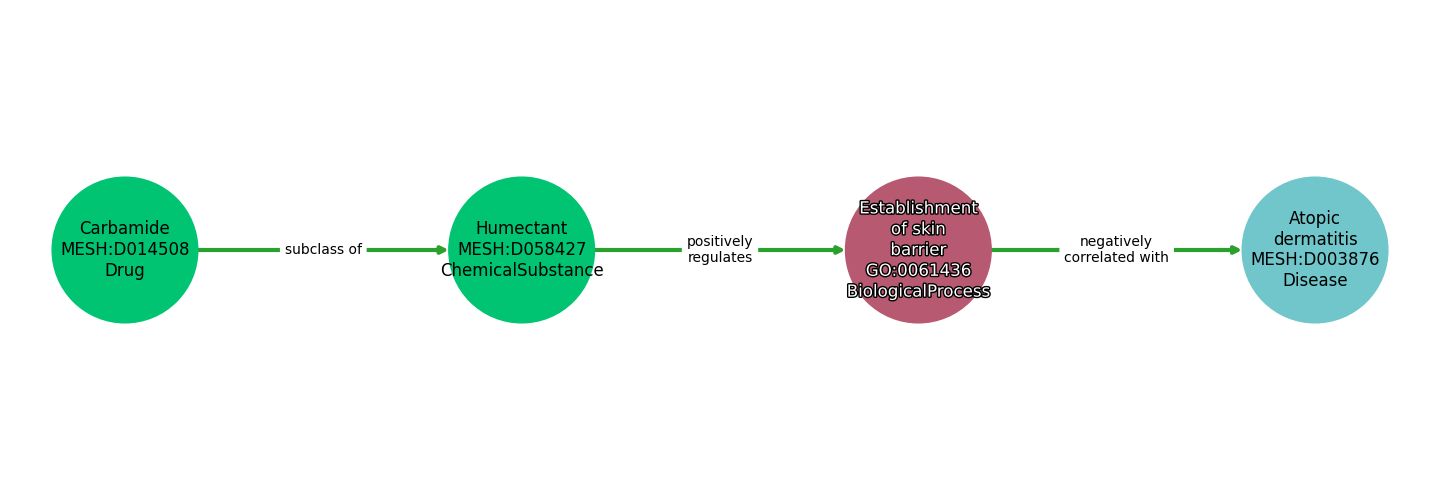 Carbamide
MESH:D014508
Drug
subclass of
Humectant
MESH:D058427
ChemicalSubstance
positively
regulates
Establishment
of skin
barrier
GO:0061436
BiologicalProcess
negatively
correlated with
Atopic
dermatitis
MESH:D003876
Disease